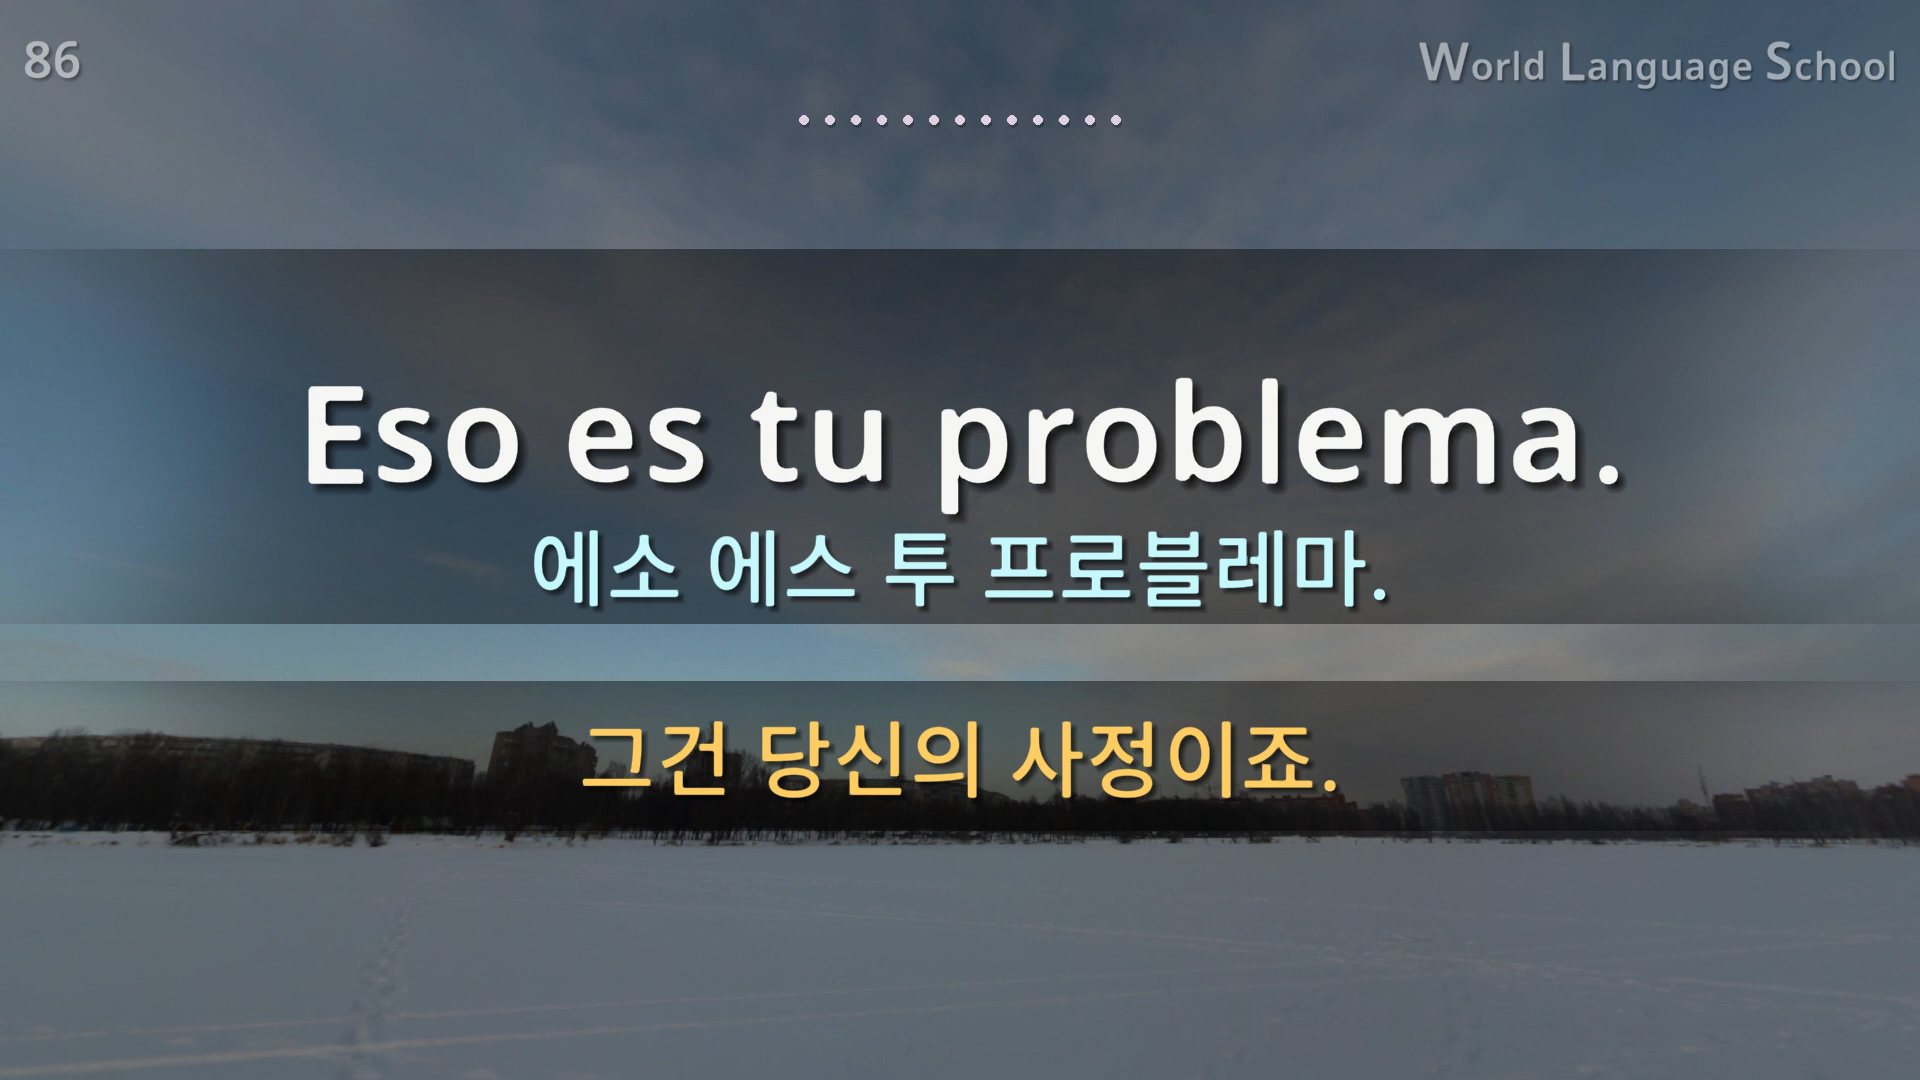 86
World Language School
Eso es tu problema.
에소 에스 투 프로블레마.
그건 당신의 사정이죠.